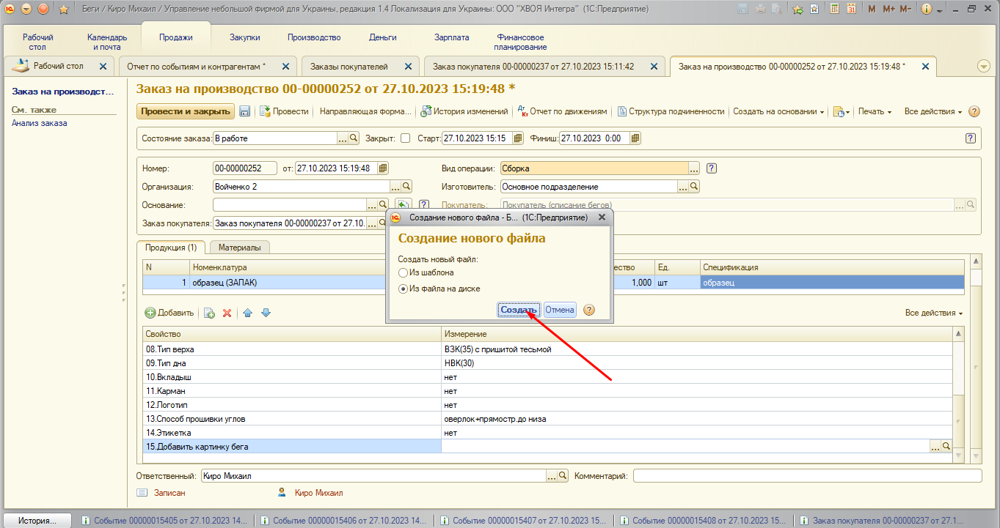 Беги / Киро Михаил / Управление небольшой фирмой для Украины, редакция 1.4 Локализация для Украины: ООО "ХВОЯ Интегра" (1С:Предприятие)
M M+ M-
Рабочий стол
Календарь и почта
Продажи
Закупки
Производство
Деньги
Зарплата
Финансовое планирование
Рабочий стол
Отчет по событиям и контрагентам *
Заказы покупателей
Заказ покупателя 00-00000237 от 27.10.2023 15:11:42
Заказ на производство 00-00000252 от 27.10.2023 15:19:48 *
Заказ на производст...
См. также
Анализ заказа
Заказ на производство 00-00000252 от 27.10.2023 15:19:48 *
Провести и закрыть
Провести
Направляющая форма...
История изменений
Дт Кт Отчет по движениям
Структура подчиненности
Создать на основании
Печать
Все действия
Состояние заказа: В работе
Закрыт:
Старт: 27.10.2023 15:15
Финиш: 27.10.2023 0:00
Номер: 00-00000252 от: 27.10.2023 15:19:48
Вид операции: Сборка
Организация: Войченко 2
Изготовитель: Основное подразделение
Основание:
Покупатель: Покупатель (списание бегов)
Заказ покупателя: Заказ покупателя 00-00000237 от 27.10.
Создание нового файла - Б... (1С:Предприятие)
Создание нового файла
Создать новый файл:
Из шаблона
Из файла на диске
Создать
Отмена
Продукция (1)
Материалы
N Номенклатура ество Ед. Спецификация
1 образец (ЗАПАК) 1,000 шт образец
Добавить
Все действия
Свойство Измерение
08.Тип верха ВЗК(35) с пришитой тесьмой
09.Тип дна НВК(30)
10.Вкладыш нет
11.Карман нет
12.Логотип нет
13.Способ прошивки углов оверлок+прямостр.до низа
14.Этикетка нет
15.Добавить картинку бега
Ответственный: Киро Михаил
Комментарий:
Записан
Киро Михаил
История...
Событие 00000015405 от 27.10.2023 14...
Событие 00000015406 от 27.10.2023 14...
Событие 00000015407 от 27.10.2023 15...
Событие 00000015408 от 27.10.2023 15...
Заказ покупателя 00-00000237 от 27.1...